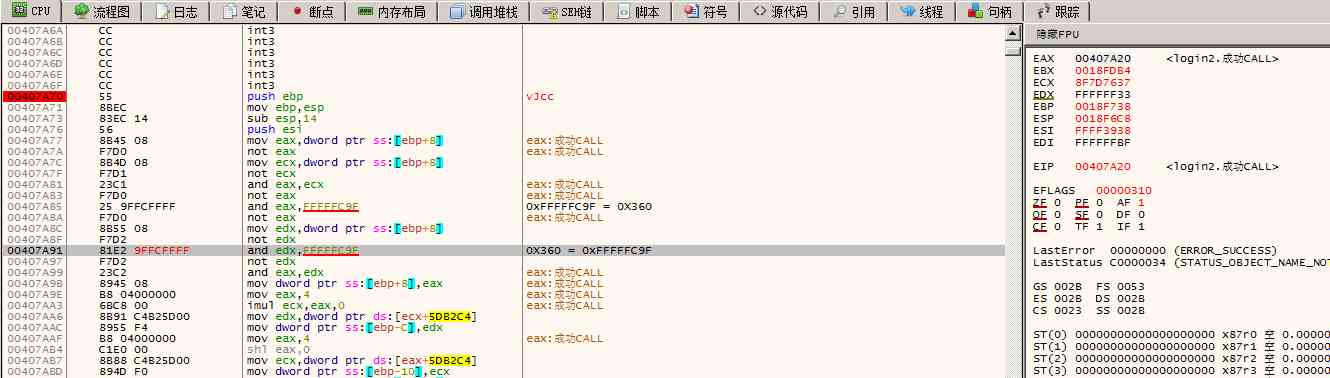 CPU 流程图 日志 笔记 断点 内存布局 调用堆栈 SEH链 脚本 符号 源代码 引用 线程 句柄 跟踪
00407A6A CC int3
00407A6B CC int3
00407A6C CC int3
00407A6D CC int3
00407A6E CC int3
00407A6F CC int3
00407A70 55 push ebp vJcc
00407A71 8BEC mov ebp,esp
00407A73 83EC 14 sub esp,14
00407A76 56 push esi
00407A77 8B45 08 mov eax,dword ptr ss:[ebp+8] eax:成功CALL
00407A7A F7D0 not eax eax:成功CALL
00407A7C 8B4D 08 mov ecx,dword ptr ss:[ebp+8]
00407A7F F7D1 not ecx
00407A81 23C1 and eax,ecx eax:成功CALL
00407A83 F7D0 not eax eax:成功CALL
00407A85 25 9FFCFFFF and eax,FFFFFC9F 0xFFFFFC9F = 0X360
00407A8A F7D0 not eax eax:成功CALL
00407A8C 8B55 08 mov edx,dword ptr ss:[ebp+8]
00407A8F F7D2 not edx
00407A91 81E2 9FFCFFFF and edx,FFFFFC9F 0X360 = 0xFFFFFC9F
00407A97 F7D2 not edx
00407A99 23C2 and eax,edx eax:成功CALL
00407A9B 8945 08 mov dword ptr ss:[ebp+8],eax eax:成功CALL
00407A9E B8 04000000 mov eax,4 eax:成功CALL
00407AA3 6BC8 00 imul ecx,eax,0 eax:成功CALL
00407AA6 8B91 C4B25D00 mov edx,dword ptr ds:[ecx+5DB2C4]
00407AAC 8955 F4 mov dword ptr ss:[ebp-C],edx
00407AAF B8 04000000 mov eax,4 eax:成功CALL
00407AB4 C1E0 00 shl eax,0
00407AB7 8B88 C4B25D00 mov ecx,dword ptr ds:[eax+5DB2C4]
00407ABD 894D F0 mov dword ptr ss:[ebp-10],ecx
隐藏FPU
EAX 00407A20 <login2.成功CALL>
EBX 0018FDB4
ECX 8F7D7637
EDX FFFFFF33
EBP 0018F738
ESP 0018F6C8
ESI FFFF3938
EDI FFFFFFBF
EIP 00407A20 <login2.成功CALL>
EFLAGS 00000310
ZF 0 PF 0 AF 1
OF 0 SF 0 DF 0
CF 0 TF 1 IF 1
LastError 00000000 (ERROR_SUCCESS)
LastStatus C0000034 (STATUS_OBJECT_NAME_NOT
GS 002B FS 0053
ES 002B DS 002B
CS 0023 SS 002B
ST(0) 00000000000000000000 x87r0 空 0.00000
ST(1) 00000000000000000000 x87r1 空 0.00000
ST(2) 00000000000000000000 x87r2 空 0.00000
ST(3) 00000000000000000000 x87r3 空 0.00000